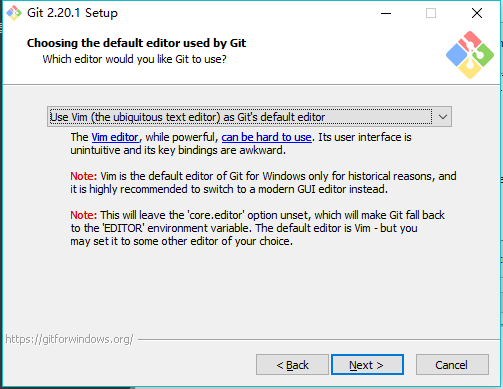 Git 2.20.1 Setup
Choosing the default editor used by Git
Which editor would you like Git to use?
Use Vim (the ubiquitous text editor) as Git's default editor
The Vim editor, while powerful, can be hard to use. Its user interface is
unintuitive and its key bindings are awkward.
Note: Vim is the default editor of Git for Windows only for historical reasons, and
it is highly recommended to switch to a modern GUI editor instead.
Note: This will leave the 'core.editor' option unset, which will make Git fall back
to the 'EDITOR' environment variable. The default editor is Vim - but you
may set it to some other editor of your choice.
https://gitforwindows.org/
< Back
Next >
Cancel